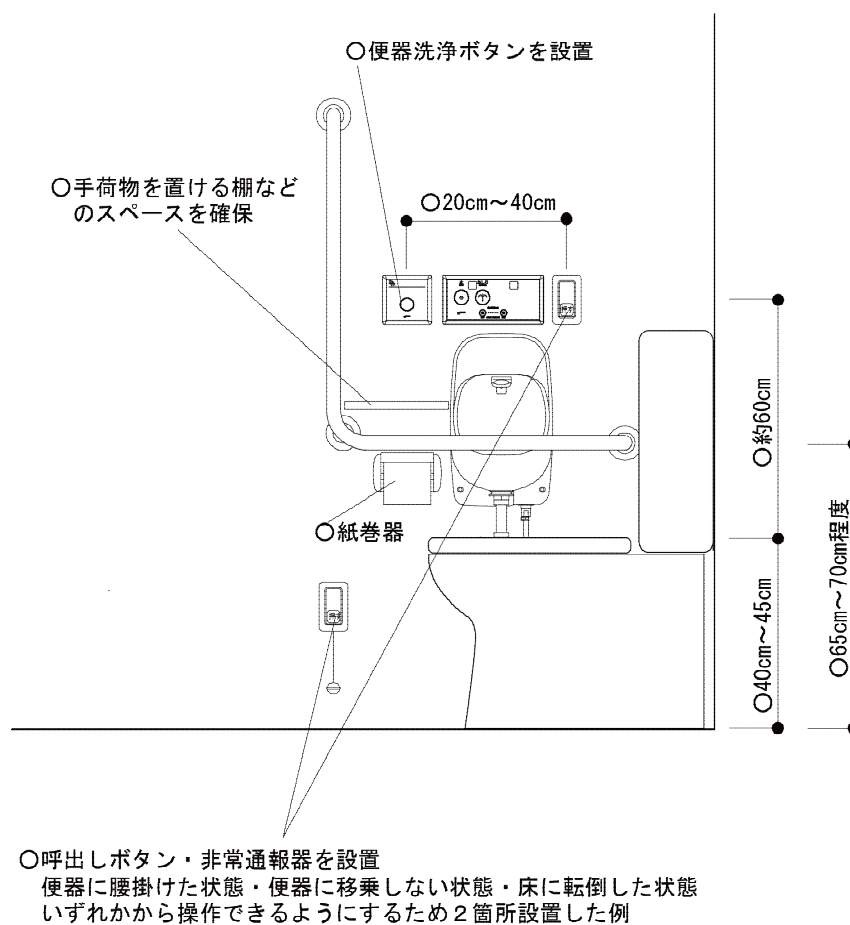 ○便器洗浄ボタンを設置
○手荷物を置ける棚など
のスペースを確保
○20cm～40cm
○約60cm
○紙巻器
○40cm～45cm
○65cm～70cm程度
○呼出しボタン・非常通報器を設置
便器に腰掛けた状態・便器に移乗しない状態・床に転倒した状態
いずれかから操作できるようにするため２箇所設置した例